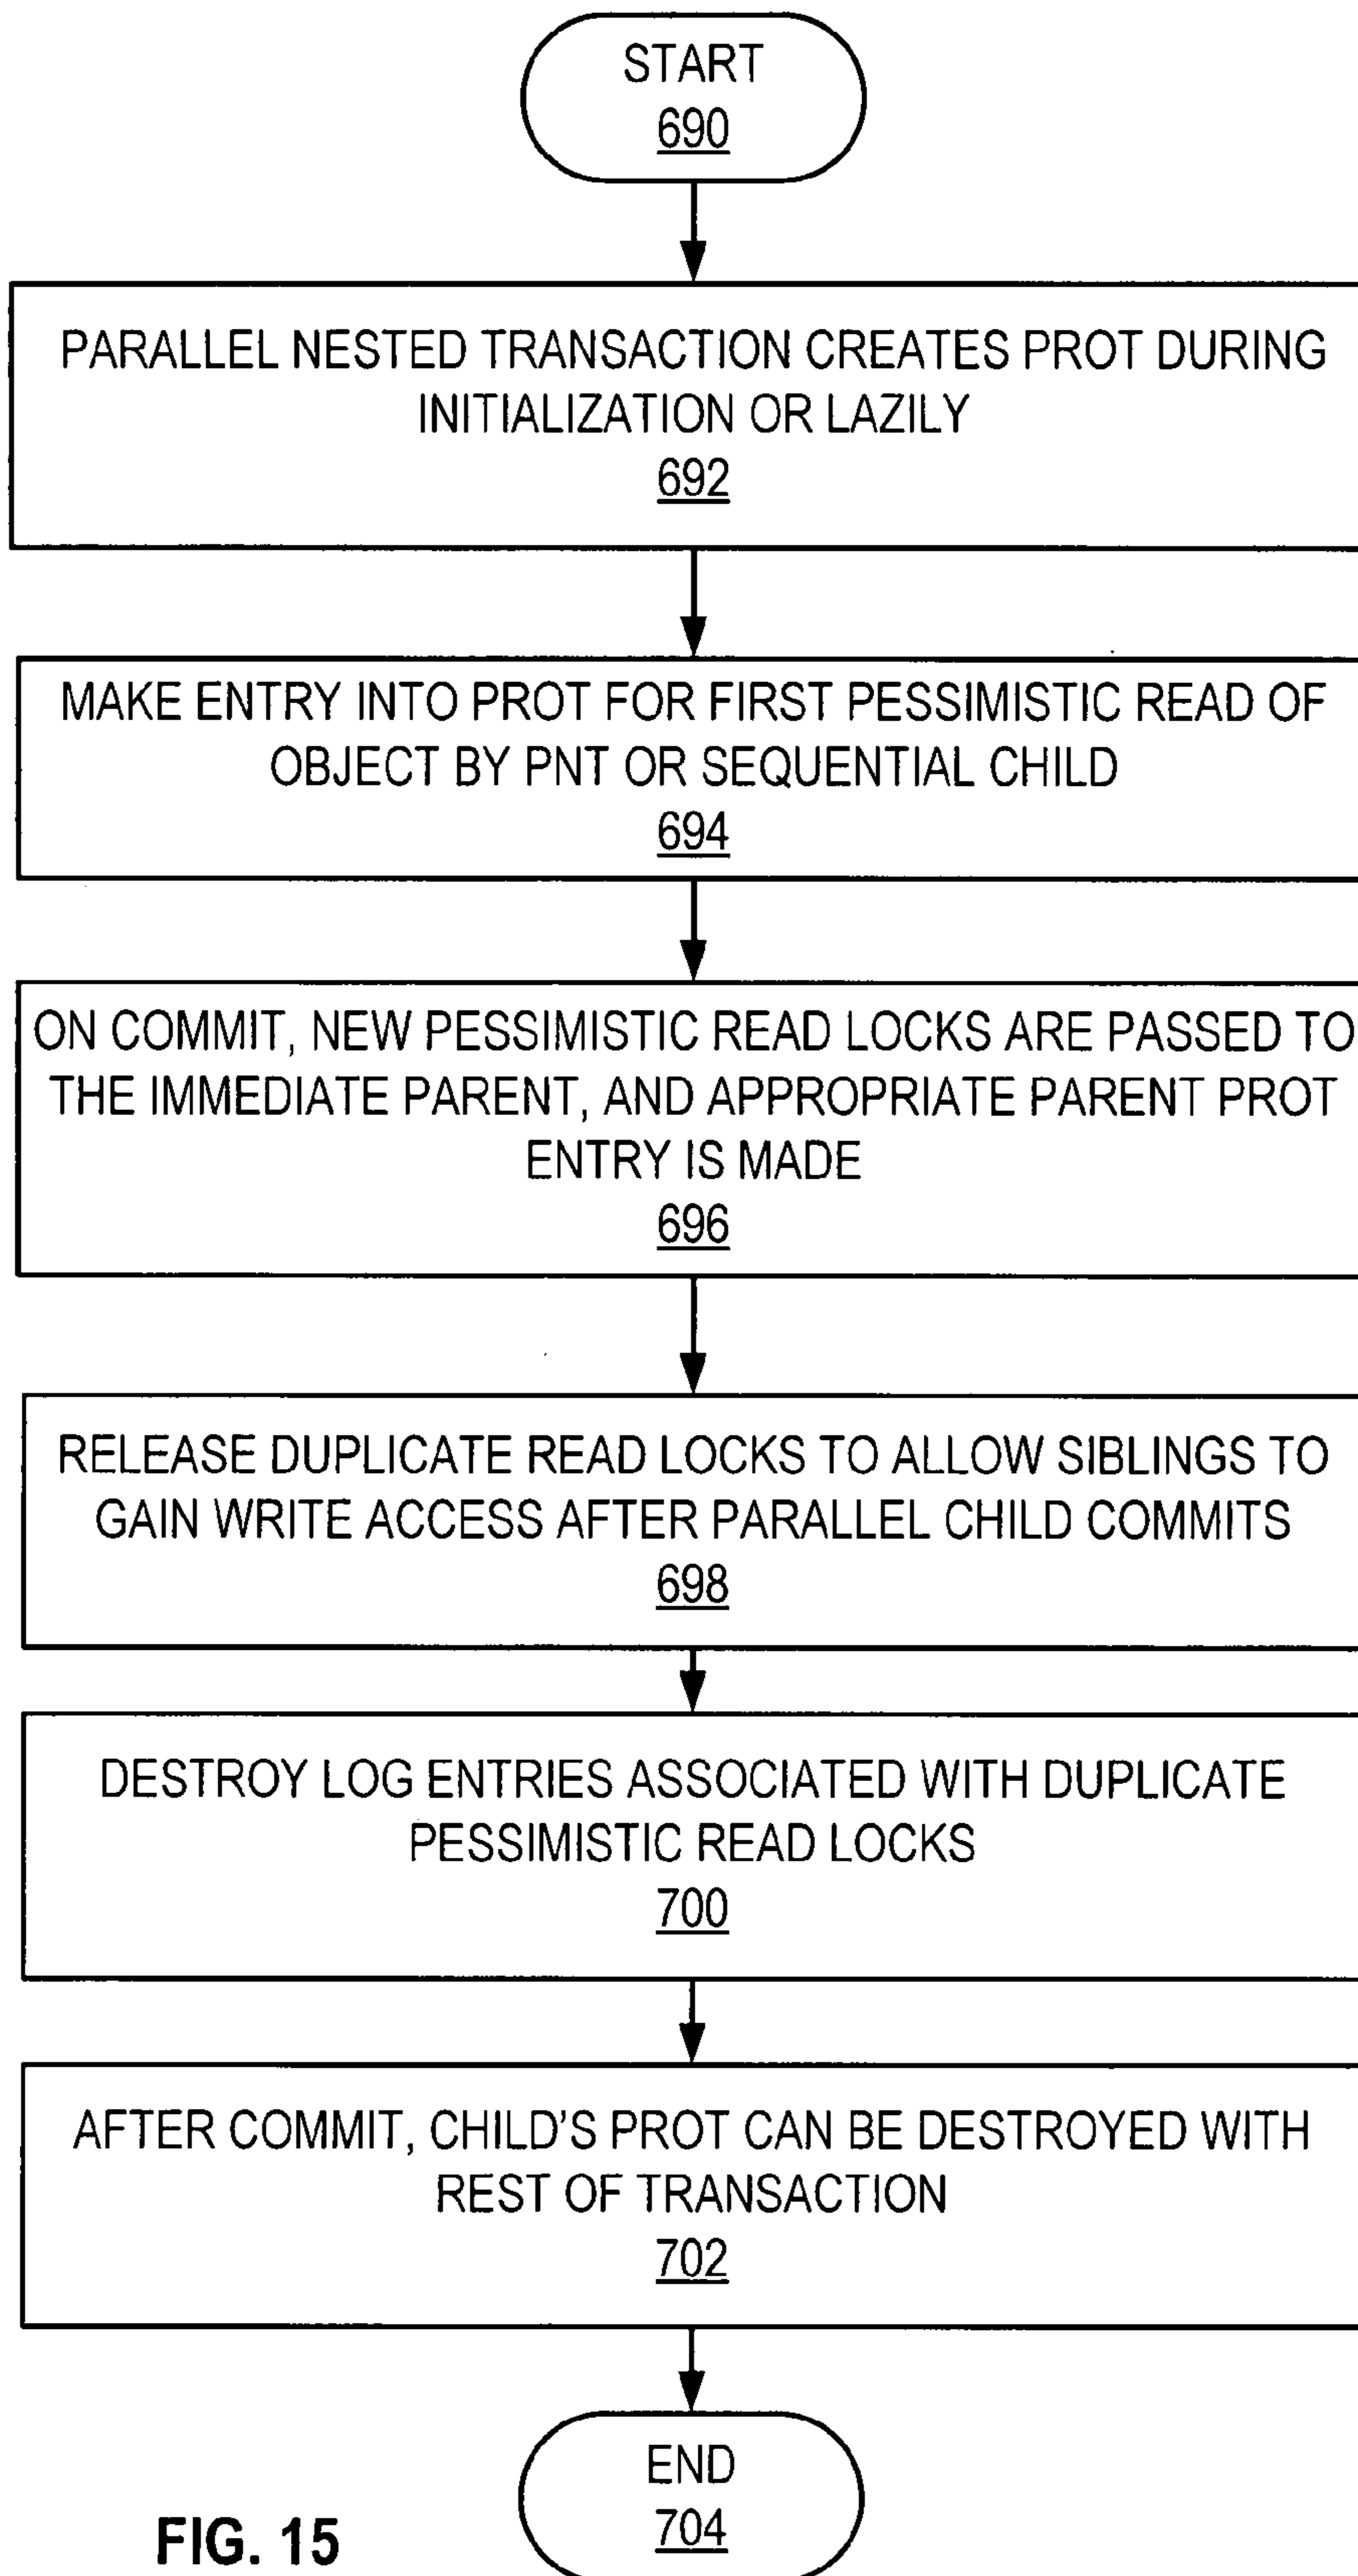 START
690
PARALLEL NESTED TRANSACTION CREATES PROT DURING
INITIALIZATION OR LAZILY
692
MAKE ENTRY INTO PROT FOR FIRST PESSIMISTIC READ OF
OBJECT BY PNT OR SEQUENTIAL CHILD
694
ON COMMIT, NEW PESSIMISTIC READ LOCKS ARE PASSED TO
THE IMMEDIATE PARENT, AND APPROPRIATE PARENT PROT
ENTRY IS MADE
696
RELEASE DUPLICATE READ LOCKS TO ALLOW SIBLINGS TO
GAIN WRITE ACCESS AFTER PARALLEL CHILD COMMITS
698
DESTROY LOG ENTRIES ASSOCIATED WITH DUPLICATE
PESSIMISTIC READ LOCKS
700
AFTER COMMIT, CHILD'S PROT CAN BE DESTROYED WITH
REST OF TRANSACTION
702
END
704
FIG. 15